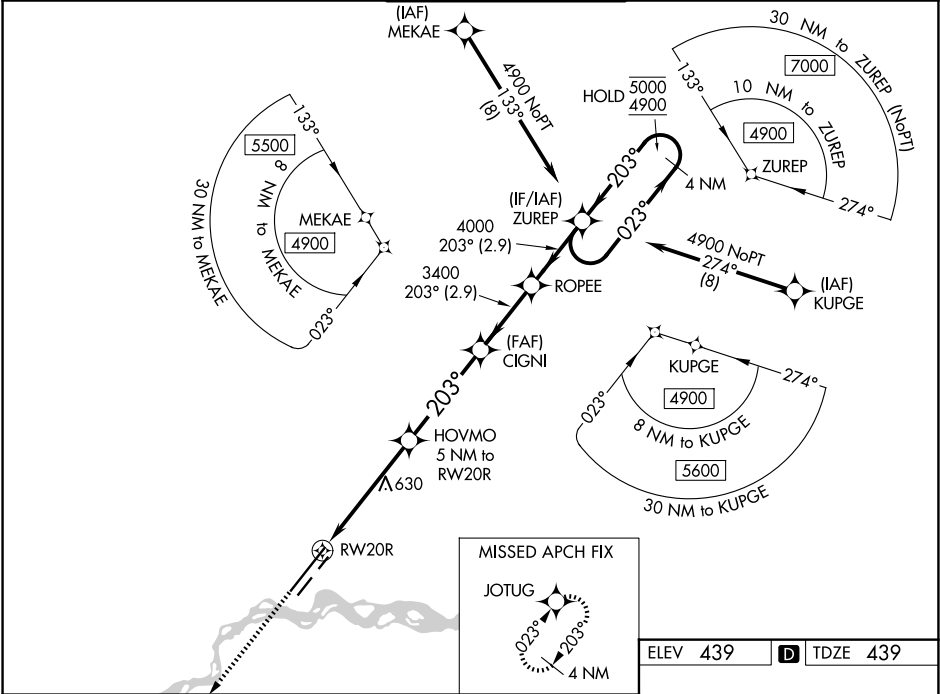 (IAF)
MEKAE
4900 NoPT
133°
(8)
HOLD
5000
4900
203°
023°
4 NM
30 NM to ZUREP (NoPT)
7000
133°
10 NM to ZUREP
4900
ZUREP
274°
133°
5500
8 NM to MEKAE
MEKAE
4900
30 NM to MEKAE
023°
(IF/IAF)
ZUREP
4000
203° (2.9)
ROPEE
3400
203° (2.9)
4900 NoPT
274°
(8)
(IAF)
KUPGE
(FAF)
CIGNI
203°
KUPGE
274°
023°
4900
8 NM to KUPGE
5600
30 NM to KUPGE
HOVMO
5 NM to
RW20R
630
RW20R
MISSED APCH FIX
JOTUG
023°
203°
4 NM
ELEV 439
D
TDZE 439